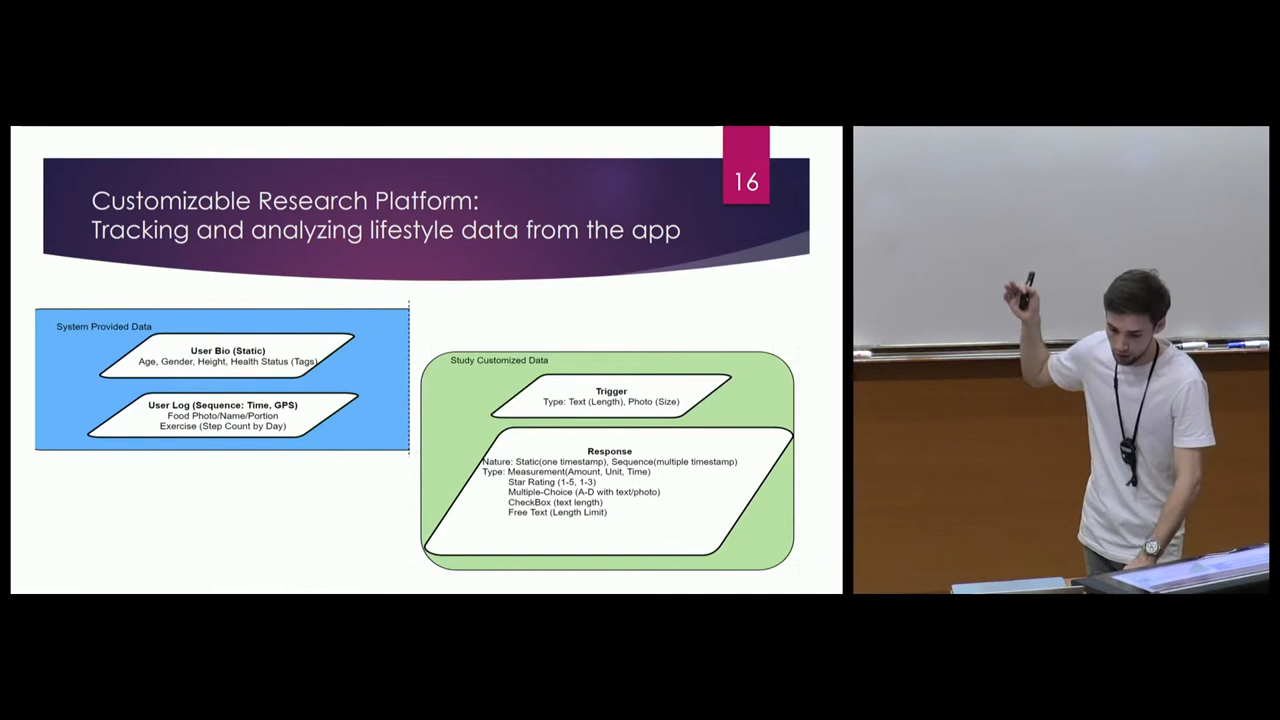 16
Customizable Research Platform:
Tracking and analyzing lifestyle data from the app
System Provided Data
User Bio (Static)
Age, Gender, Height, Health Status (Tags)
User Log (Sequence: Time, GPS)
Food Photo/Name/Portion
Exercise (Step Count by Day)
Study Customized Data
Trigger
Type: Text (Length), Photo (Size)
Response
Nature: Static(one timestamp), Sequence(multiple timestamp)
Type: Measurement(Amount, Unit, Time)
Star Rating (1-5, 1-3)
Multiple-Choice (A-D with text/photo)
CheckBox (text length)
Free Text (Length Limit)